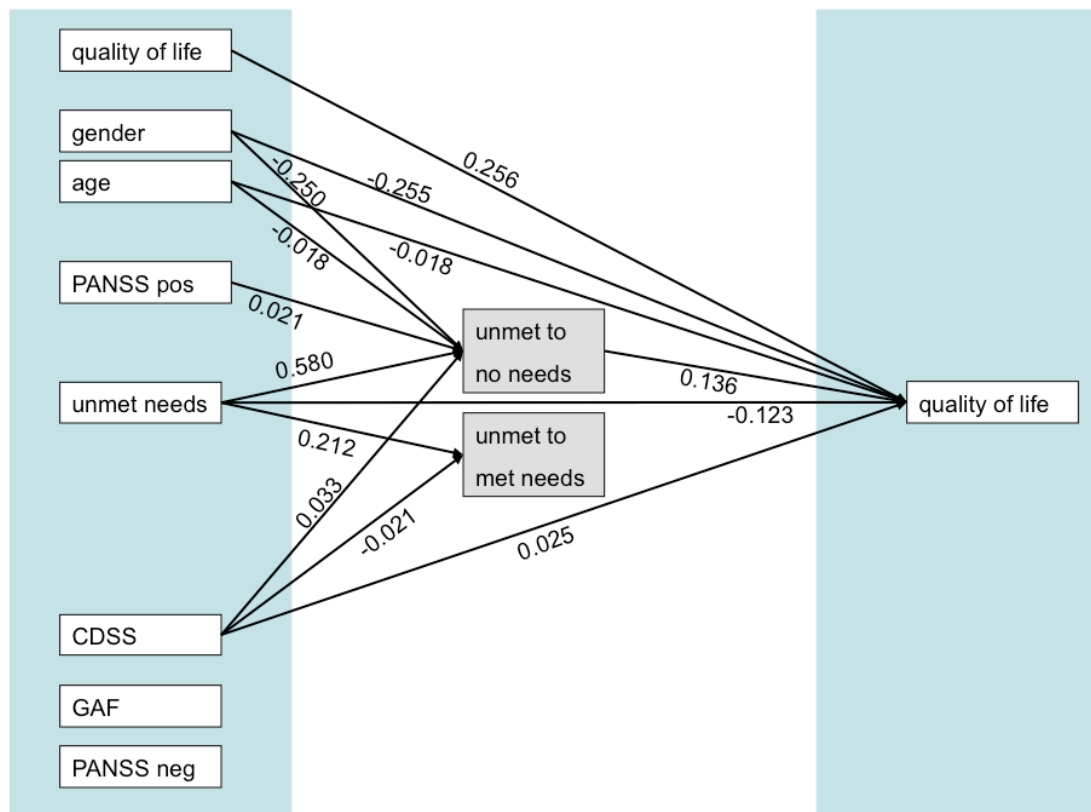 quality of life
gender
age
PANSS pos
unmet needs
CDSS
GAF
PANSS neg
0.256
-0.250
-0.255
-0.018
-0.018
0.021
0.580
0.212
0.033
-0.021
0.025
0.136
-0.123
unmet to
no needs
unmet to
met needs
quality of life